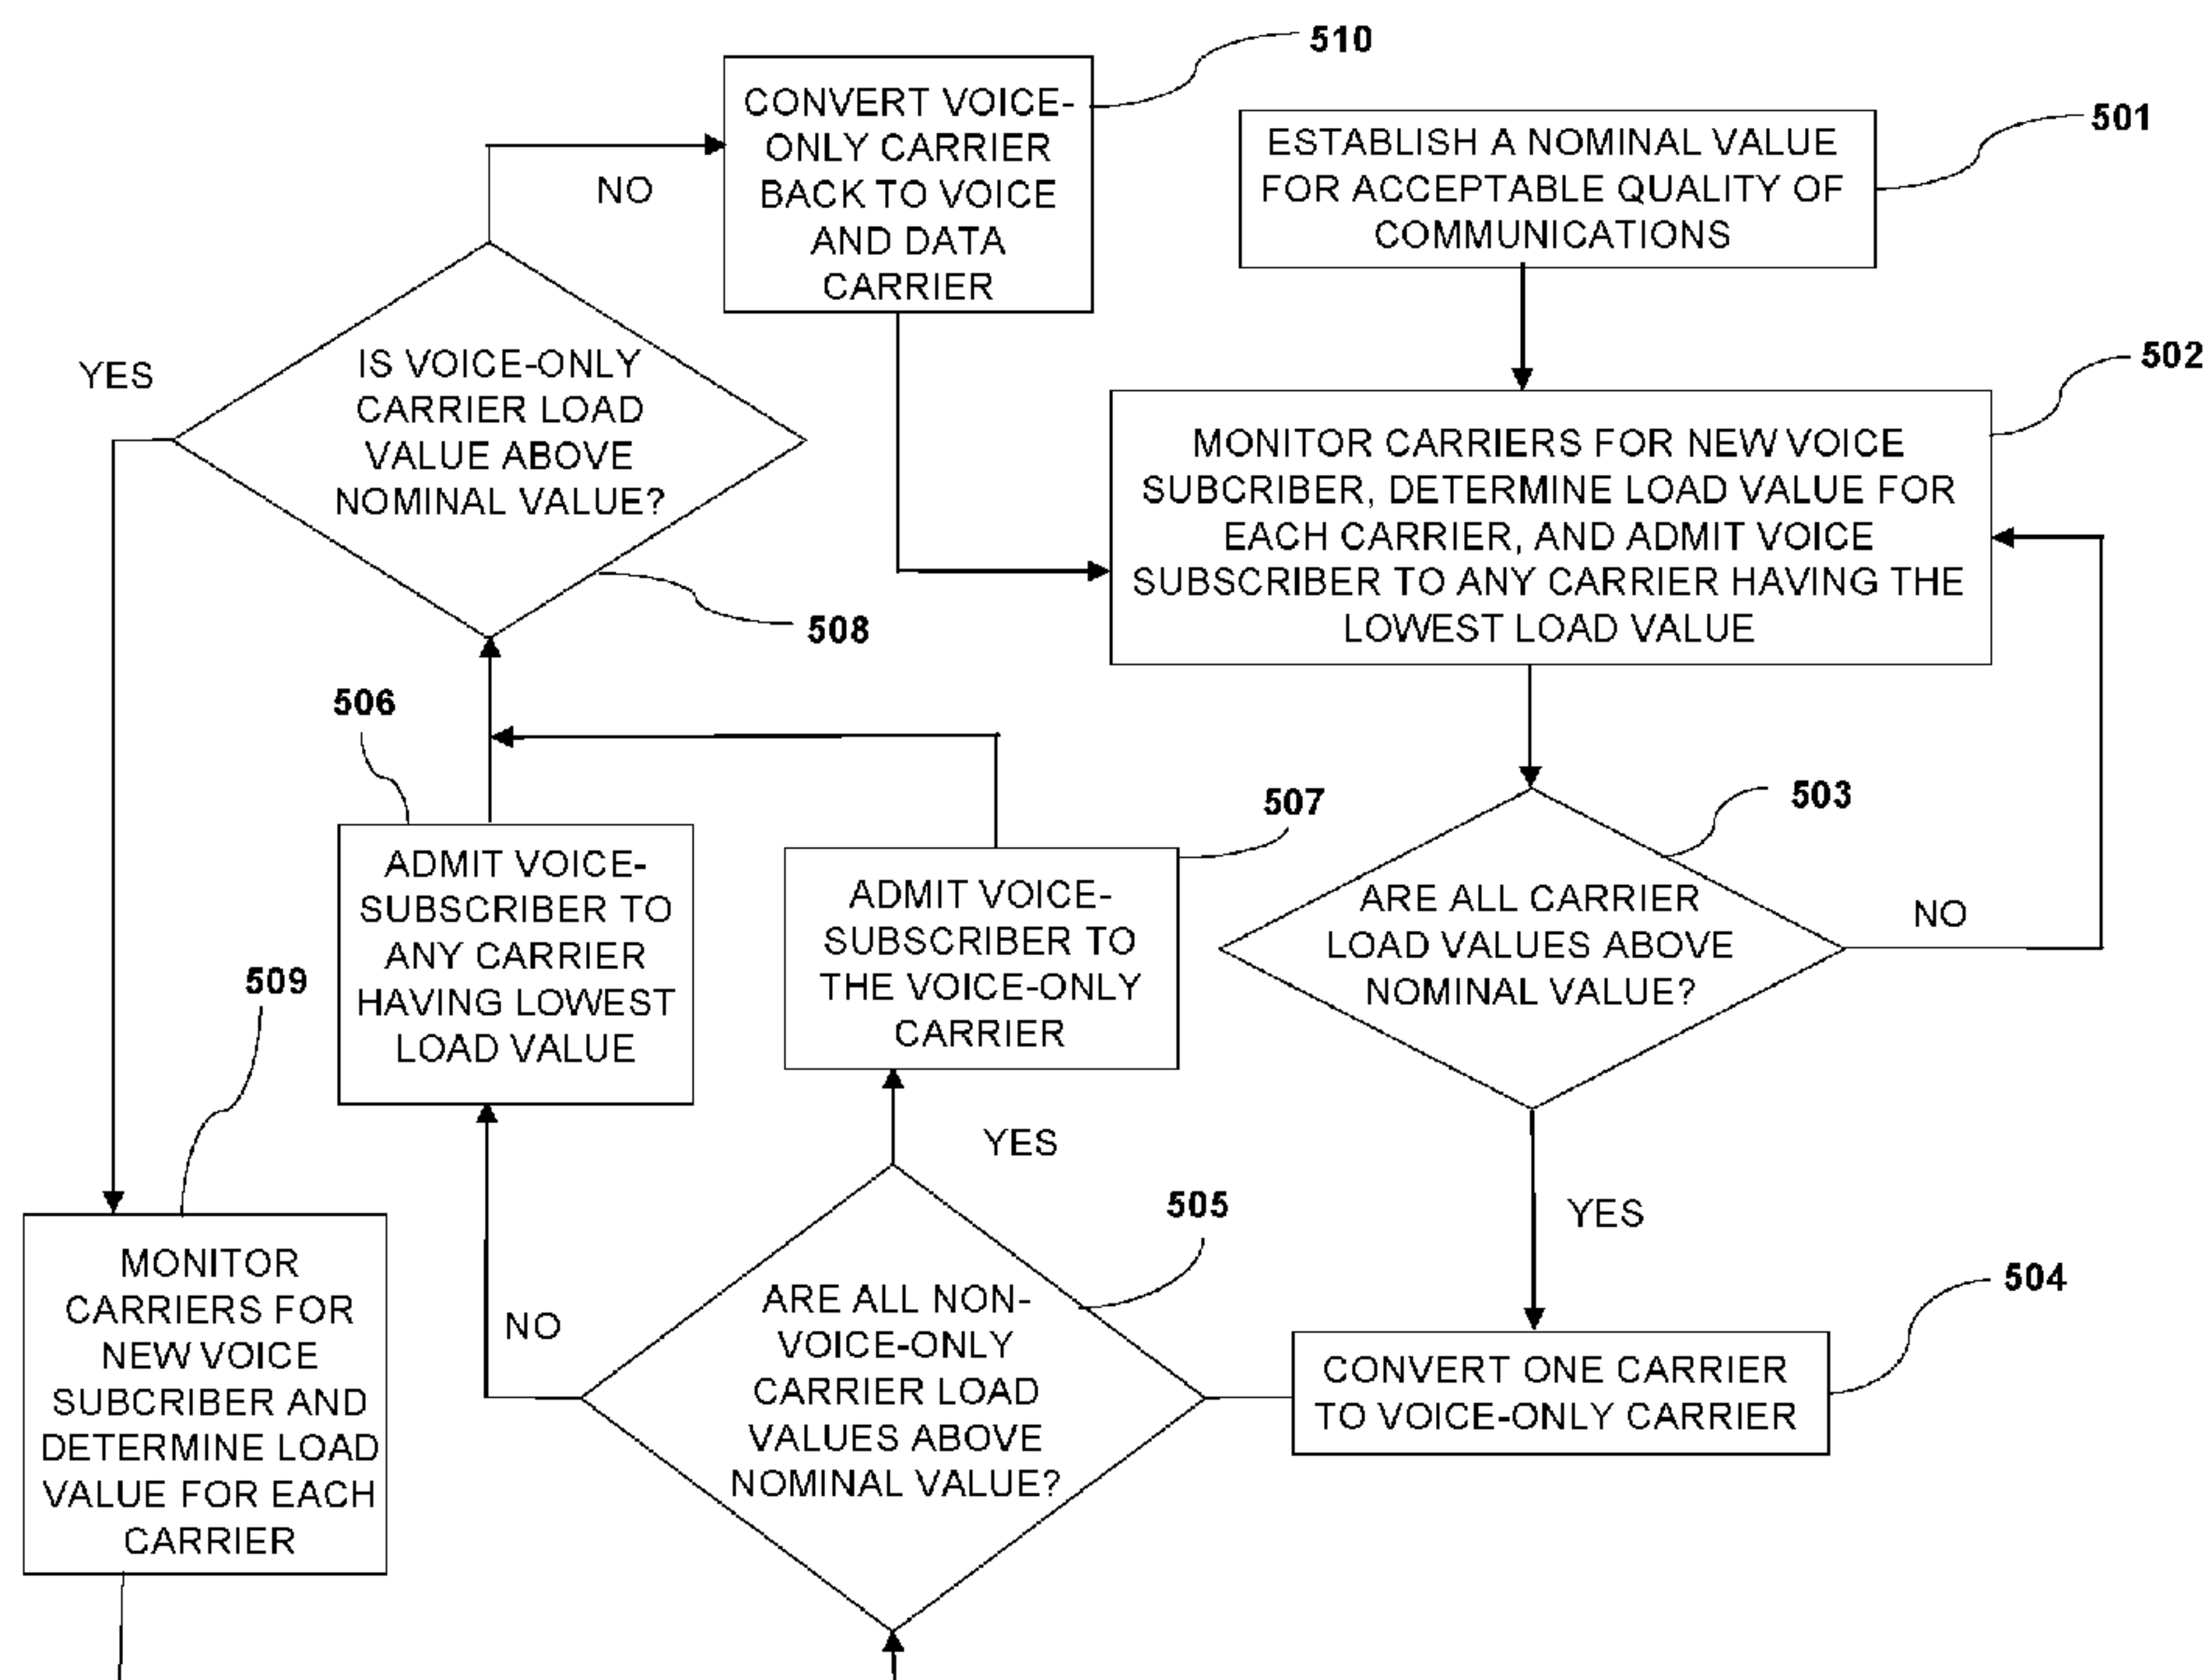 510
CONVERT VOICE-
ONLY CARRIER
BACK TO VOICE
AND DATA
CARRIER
501
ESTABLISH A NOMINAL VALUE
FOR ACCEPTABLE QUALITY OF
COMMUNICATIONS
NO
YES
IS VOICE-ONLY
CARRIER LOAD
VALUE ABOVE
NOMINAL VALUE?
508
502
MONITOR CARRIERS FOR NEW VOICE
SUBCRIBER, DETERMINE LOAD VALUE FOR
EACH CARRIER, AND ADMIT VOICE
SUBSCRIBER TO ANY CARRIER HAVING THE
LOWEST LOAD VALUE
506
ADMIT VOICE-
SUBSCRIBER TO
ANY CARRIER
HAVING LOWEST
LOAD VALUE
507
ADMIT VOICE-
SUBSCRIBER TO
THE VOICE-ONLY
CARRIER
503
ARE ALL CARRIER
LOAD VALUES ABOVE
NOMINAL VALUE?
NO
509
MONITOR
CARRIERS FOR
NEW VOICE
SUBCRIBER AND
DETERMINE LOAD
VALUE FOR EACH
CARRIER
YES
NO
505
ARE ALL NON-
VOICE-ONLY
CARRIER LOAD
VALUES ABOVE
NOMINAL VALUE?
YES
504
CONVERT ONE CARRIER
TO VOICE-ONLY CARRIER